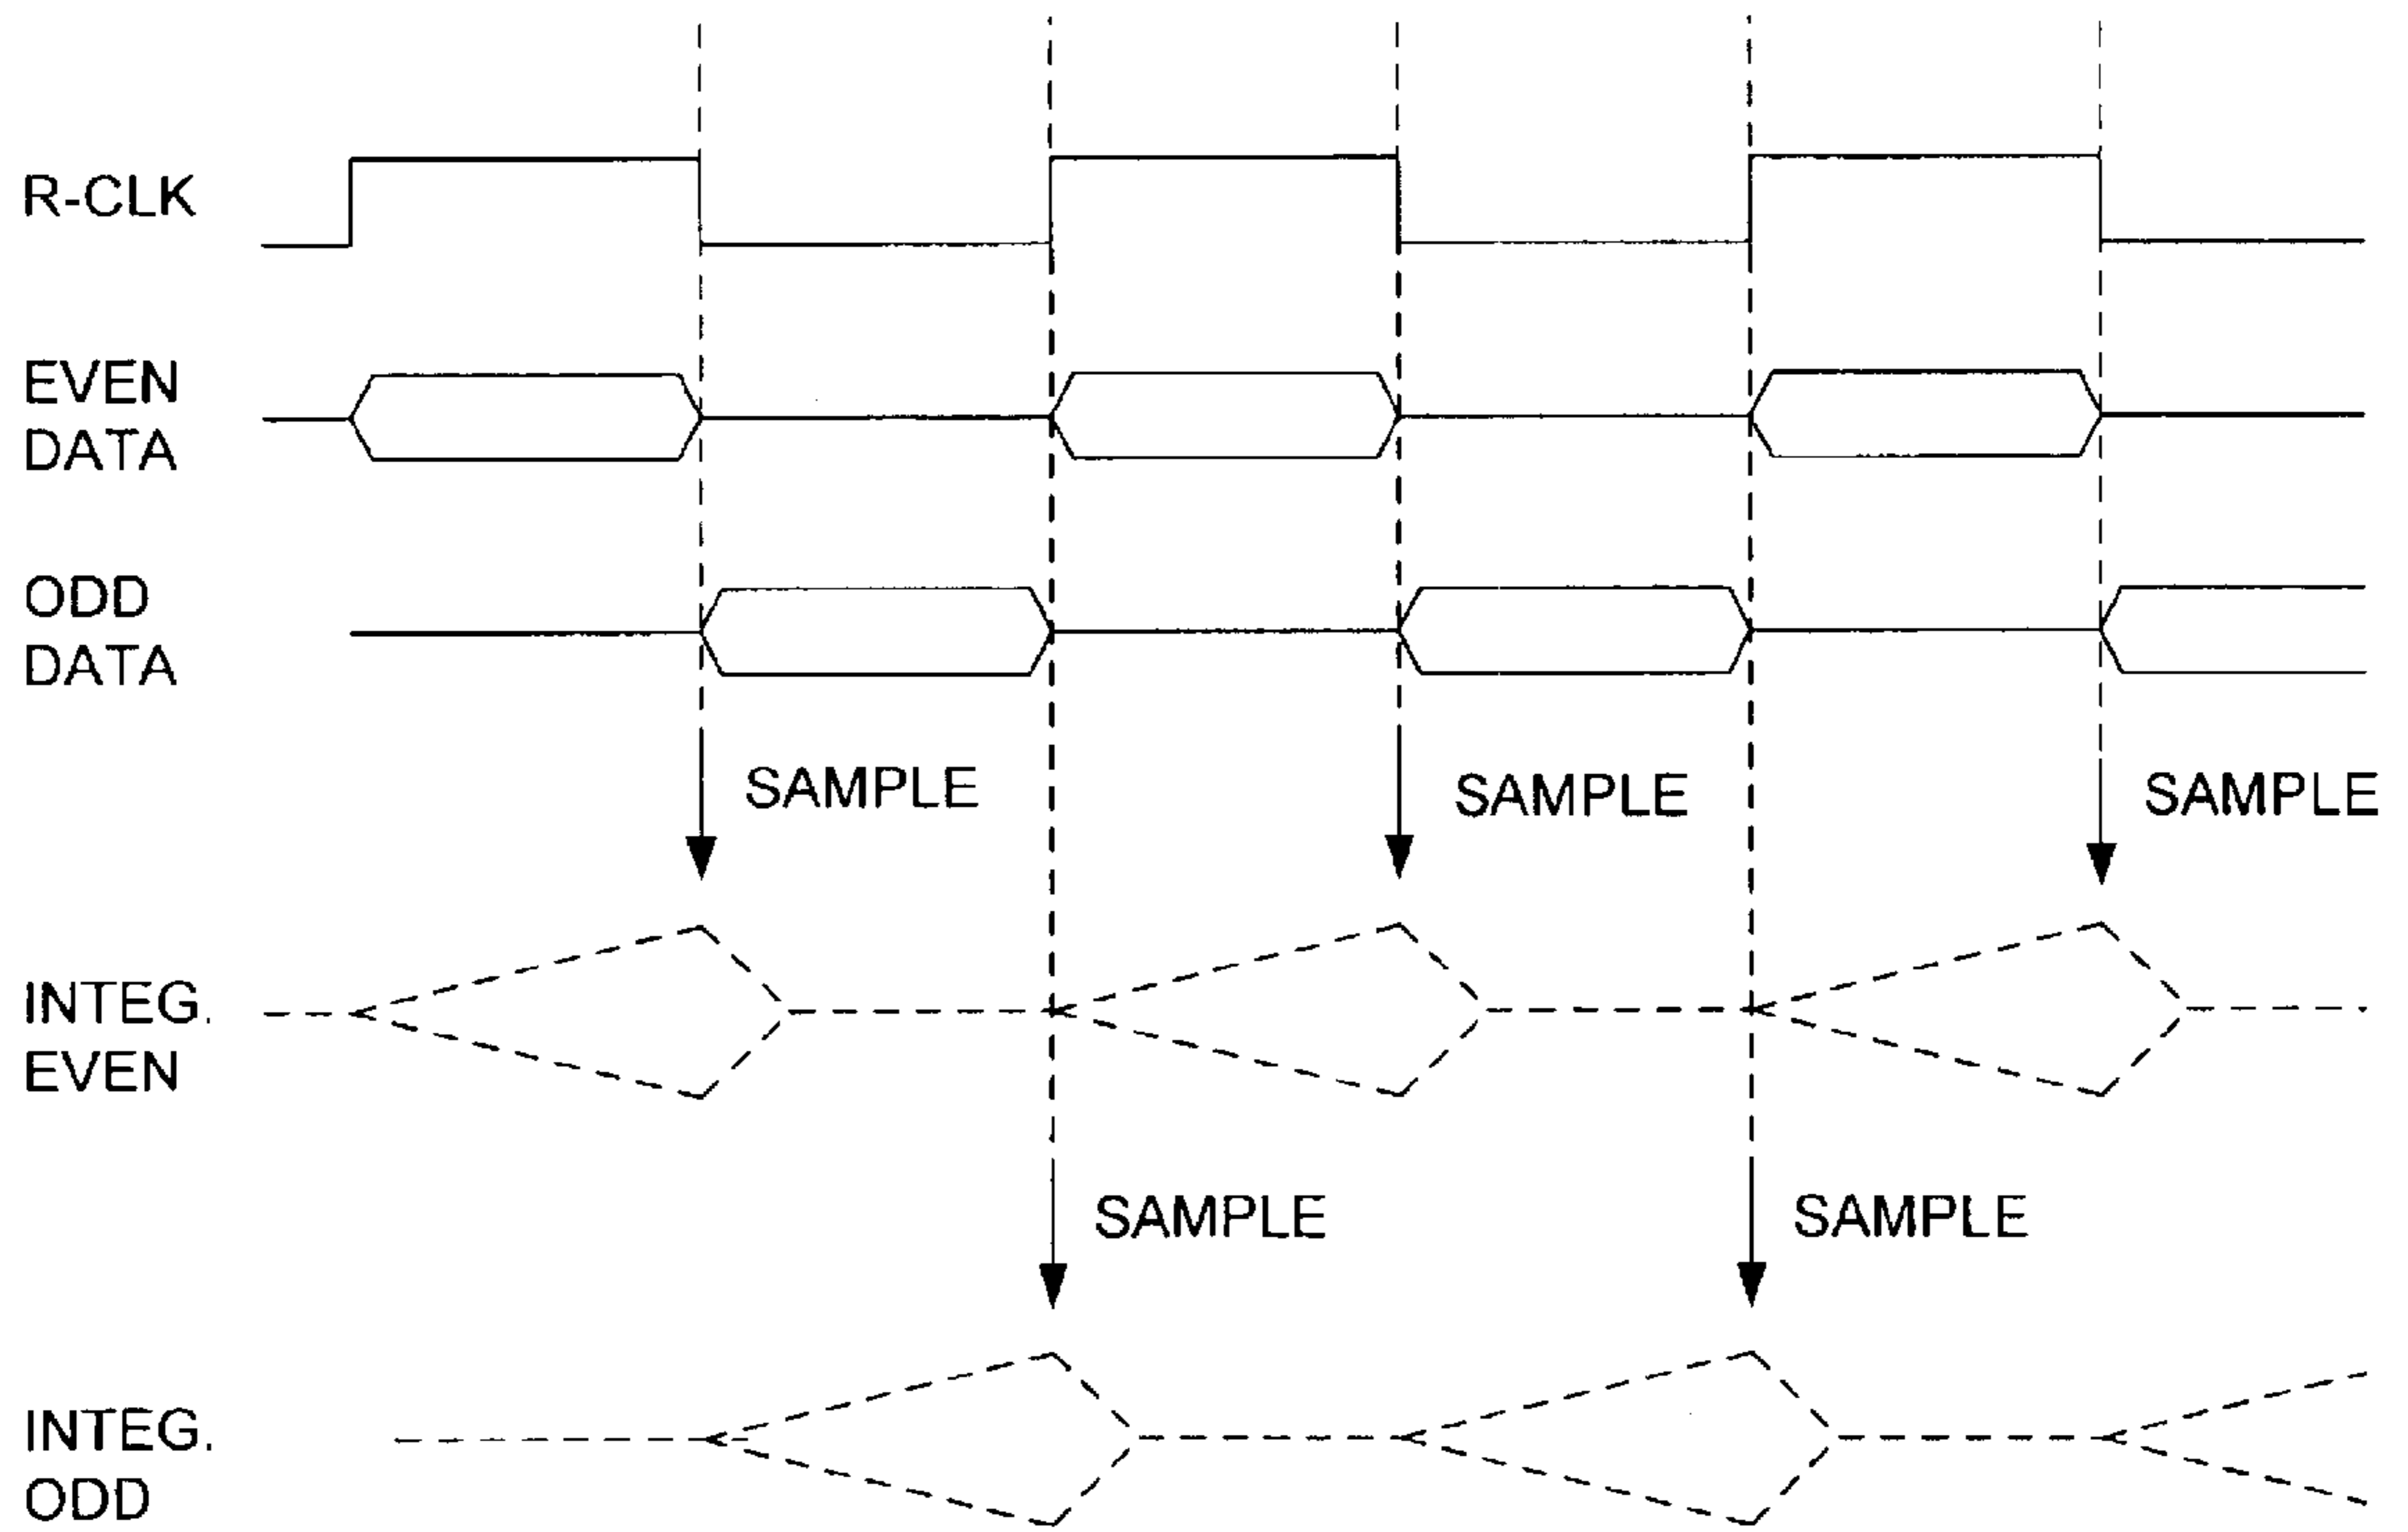 R-CLK
EVEN
DATA
ODD
DATA
SAMPLE
SAMPLE
SAMPLE
INTEG.
EVEN
SAMPLE
SAMPLE
INTEG.
ODD